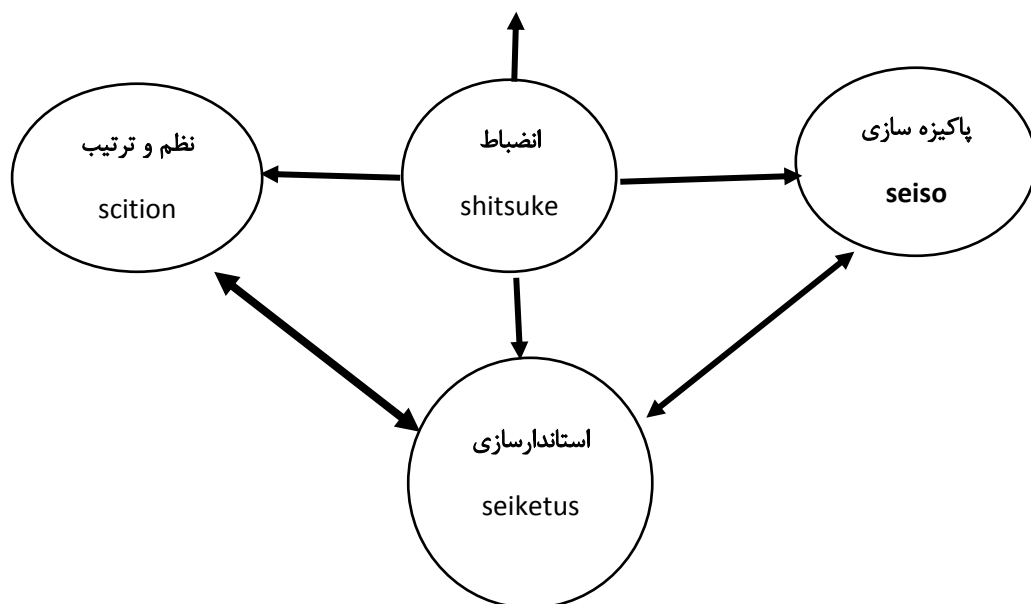 نظم و ترتیب
scition
انضباط
shitsuke
پاکیزه سازی
seiso
استاندارسازی
seiketus